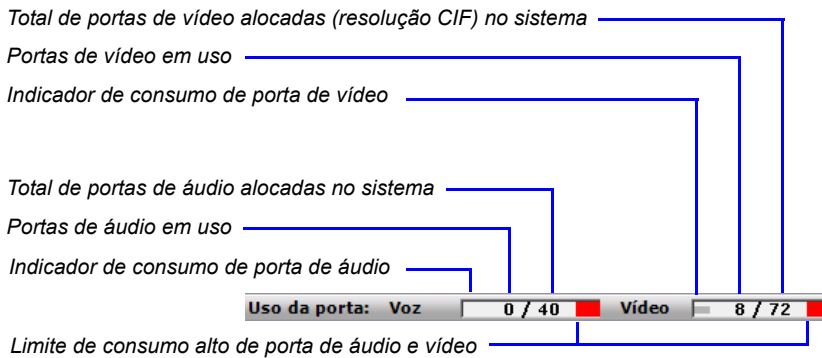 Total de portas de vídeo alocadas (resolução CIF) no sistema
Portas de vídeo em uso
Indicador de consumo de porta de vídeo
Total de portas de áudio alocadas no sistema
Portas de áudio em uso
Indicador de consumo de porta de áudio
Uso da porta: Voz 0 / 40 Vídeo 8 / 72
Limite de consumo alto de porta de áudio e vídeo